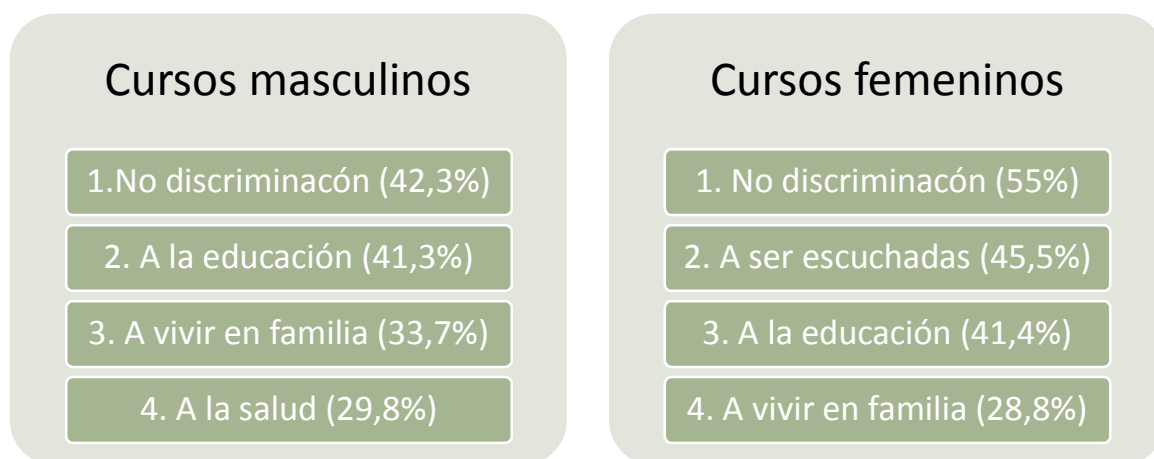 Cursos masculinos
1.No discriminacón (42,3%)
2. A la educación (41,3%)
3. A vivir en familia (33,7%)
4. A la salud (29,8%)
Cursos femeninos
1. No discriminacón (55%)
2. A ser escuchadas (45,5%)
3. A la educación (41,4%)
4. A vivir en familia (28,8%)